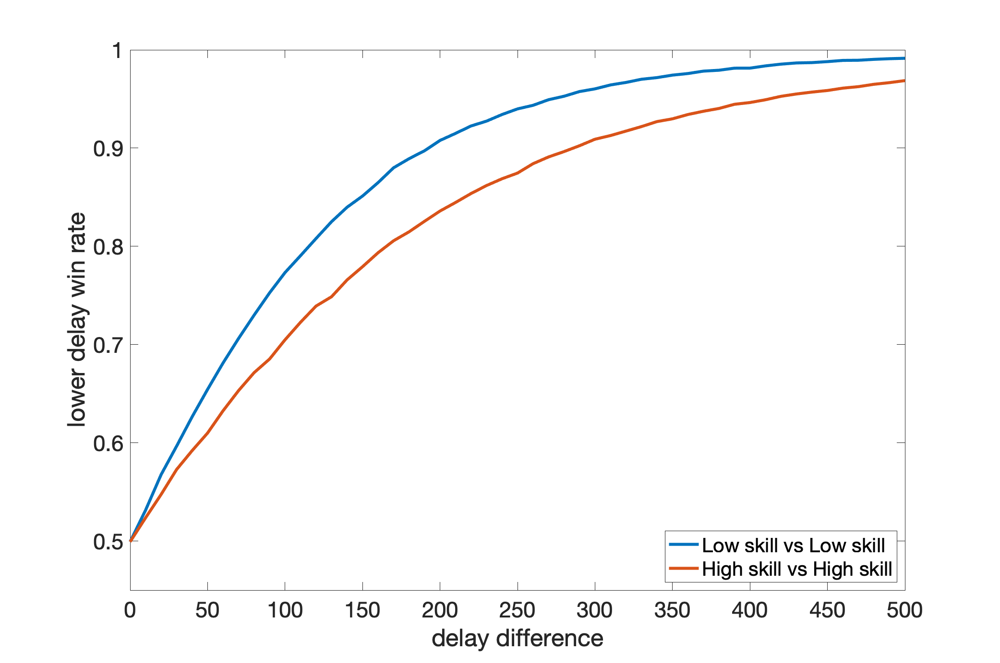 1
0.9
0.8
0.7
0.6
0.5
lower delay win rate
0 50 100 150 200 250 300 350 400 450 500
delay difference
Low skill vs Low skill
High skill vs High skill